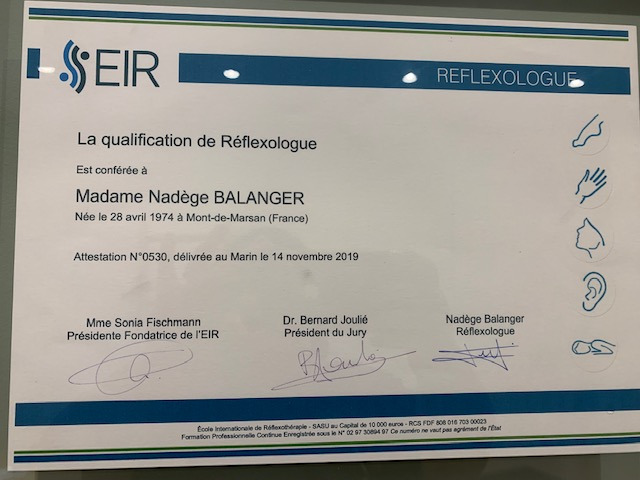 EIR
REFLEXOLOGUE
La qualification de Réflexologue
Est conférée à
Madame Nadège BALANGER
Née le 28 avril 1974 à Mont-de-Marsan (France)
Attestation N°0530, délivrée au Marin le 14 novembre 2019
Mme Sonia Fischmann
Présidente Fondatrice de l'EIR
Dr. Bernard Joulié
Président du Jury
Nadège Balanger
Réflexologue
École Internationale de Réflexothérapie - SASU au Capital de 10 000 euros - RCS FDF 808 016 703 00023
Formation Professionnelle Continue Enregistrée sous le N° 02 97 30894 97 Ce numéro ne vaut pas agrément de l'État